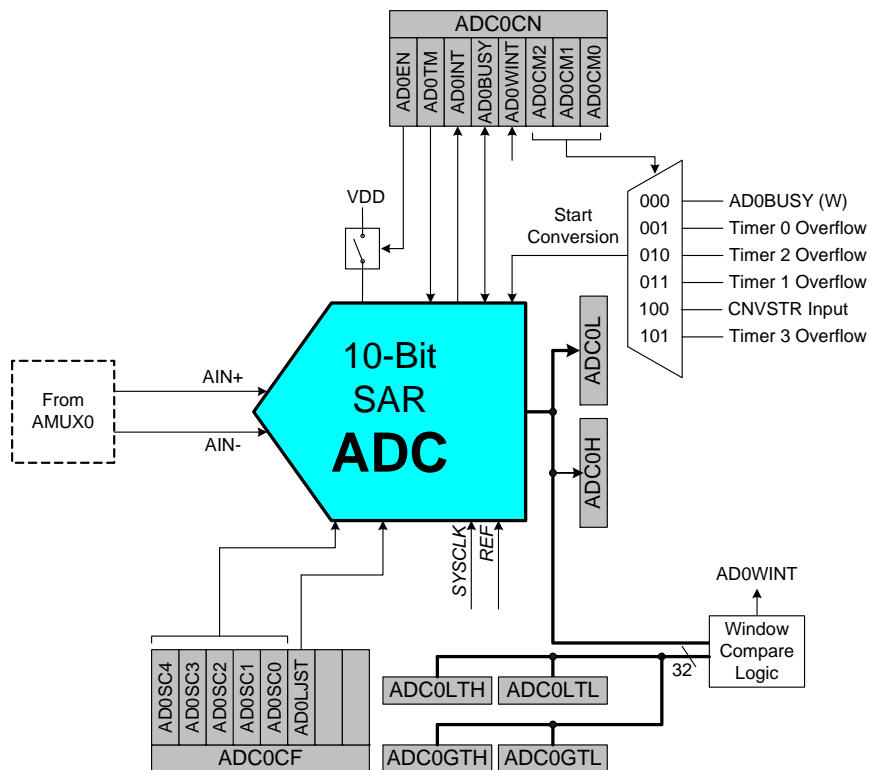 ADC0CN
AD0EN
AD0TM
AD0INT
AD0BUSY
AD0WINT
AD0CM2
AD0CM1
AD0CM0
VDD
Start
Conversion
000
AD0BUSY (W)
001
Timer 0 Overflow
010
Timer 2 Overflow
011
Timer 1 Overflow
100
CNVSTR Input
101
Timer 3 Overflow
From
AMUX0
AIN+
AIN-
10-Bit
SAR
ADC
ADC0L
ADC0H
SYSCLK
REF
AD0WINT
Window
Compare
Logic
32
AD0SC4
AD0SC3
AD0SC2
AD0SC1
AD0SC0
AD0LJST
ADC0CF
ADC0LTH
ADC0LTL
ADC0GTH
ADC0GTL